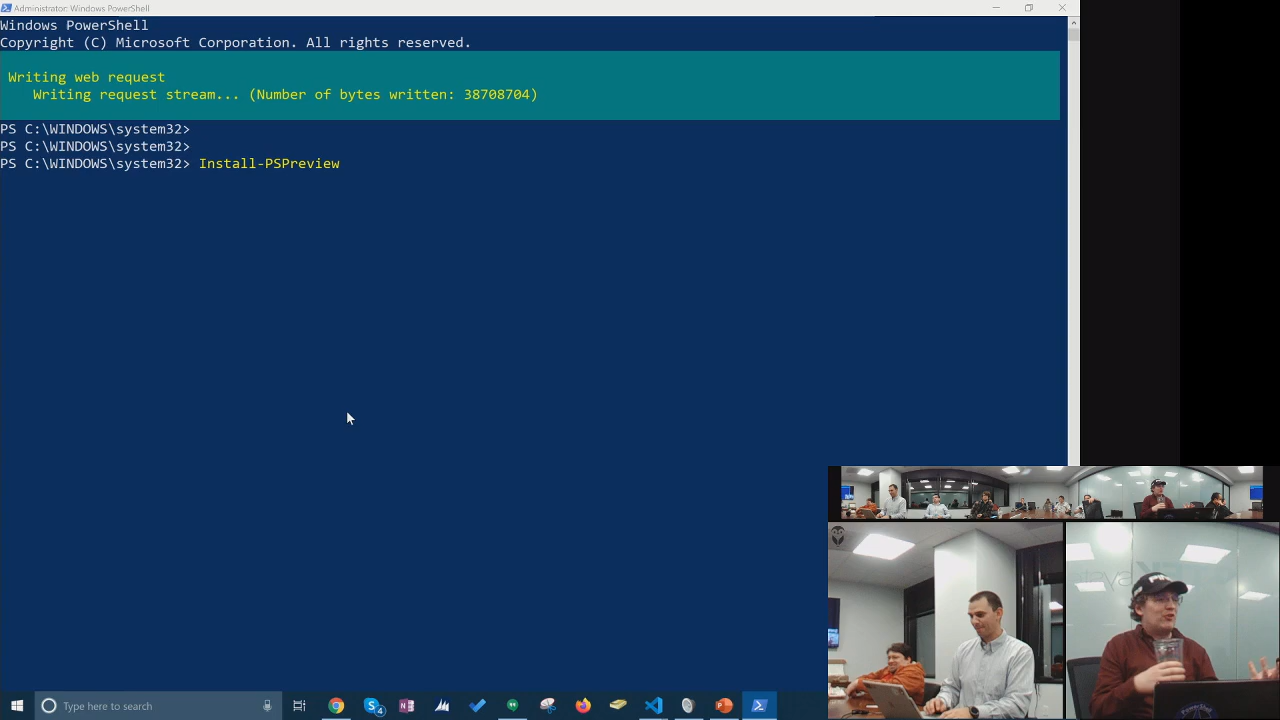 Administrator: Windows PowerShell
Windows PowerShell
Copyright (C) Microsoft Corporation. All rights reserved.
Writing web request
Writing request stream... (Number of bytes written: 38708704)
PS C:\WINDOWS\system32>
PS C:\WINDOWS\system32>
PS C:\WINDOWS\system32> Install-PSPreview
Type here to search
4